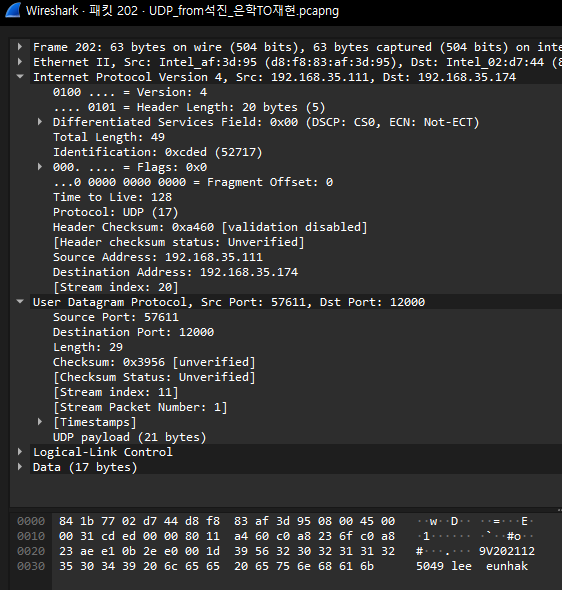 Wireshark · 패킷 202 · UDP_from석진_은학TO재현.pcapng
Frame 202: 63 bytes on wire (504 bits), 63 bytes captured (504 bits) on inte
Ethernet II, Src: Intel_af:3d:95 (d8:f8:83:af:3d:95), Dst: Intel_02:d7:44 (8
Internet Protocol Version 4, Src: 192.168.35.111, Dst: 192.168.35.174
0100 .... = Version: 4
.... 0101 = Header Length: 20 bytes (5)
Differentiated Services Field: 0x00 (DSCP: CS0, ECN: Not-ECT)
Total Length: 49
Identification: 0xcded (52717)
000. .... = Flags: 0x0
...0 0000 0000 0000 = Fragment Offset: 0
Time to Live: 128
Protocol: UDP (17)
Header Checksum: 0xa460 [validation disabled]
[Header checksum status: Unverified]
Source Address: 192.168.35.111
Destination Address: 192.168.35.174
[Stream index: 20]
User Datagram Protocol, Src Port: 57611, Dst Port: 12000
Source Port: 57611
Destination Port: 12000
Length: 29
Checksum: 0x3956 [unverified]
[Checksum Status: Unverified]
[Stream index: 11]
[Stream Packet Number: 1]
[Timestamps]
UDP payload (21 bytes)
Logical-Link Control
Data (17 bytes)
0000 84 1b 77 02 d7 44 d8 f8 83 af 3d 95 08 00 45 00 ··w··D·· ··=···E·
0010 00 31 cd ed 00 00 80 11 a4 60 c0 a8 23 6f c0 a8 ·1······ ·`··#o··
0020 23 ae e1 0b 2e e0 00 1d 39 56 32 30 32 31 31 32 #···.··· 9V202112
0030 35 30 34 39 20 6c 65 65 20 65 75 6e 68 61 6b 5049 lee eunhak